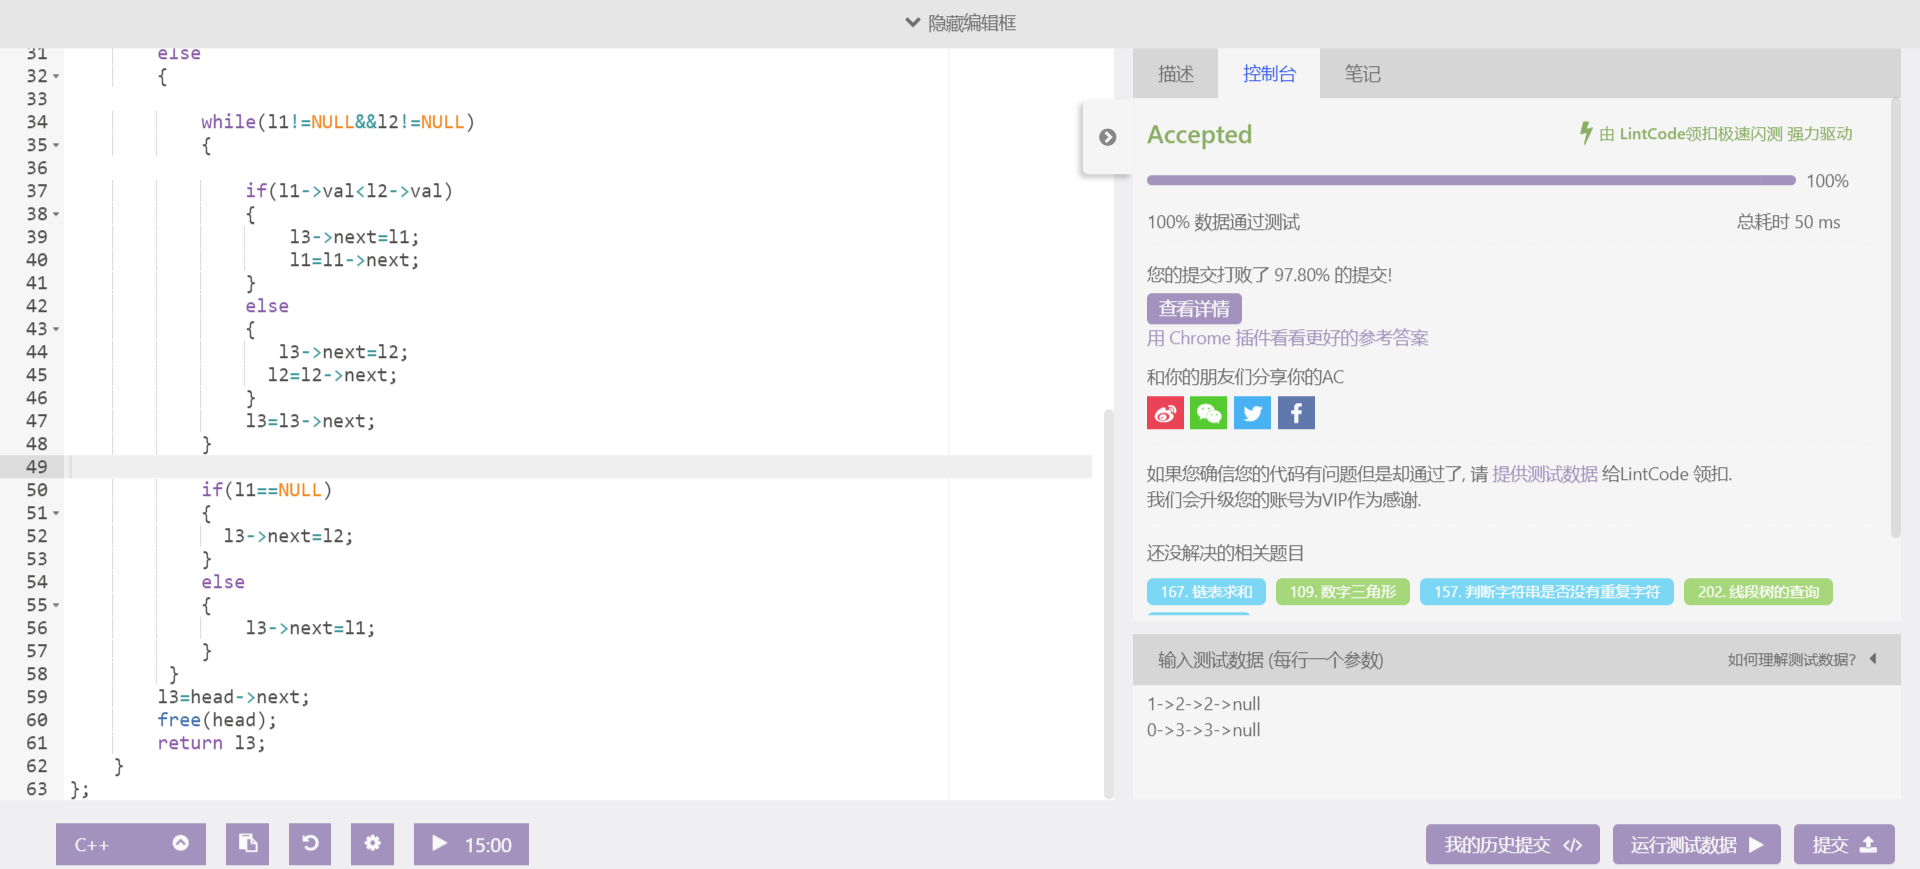 隐藏编辑框
31 else
32 {
33
34 while(l1!=NULL&&l2!=NULL)
35 {
36
37 if(l1->val<l2->val)
38 {
39 l3->next=l1;
40 l1=l1->next;
41 }
42 else
43 {
44 l3->next=l2;
45 l2=l2->next;
46 }
47 l3=l3->next;
48 }
49
50 if(l1==NULL)
51 {
52 l3->next=l2;
53 }
54 else
55 {
56 l3->next=l1;
57 }
58 }
59 l3=head->next;
60 free(head);
61 return l3;
62 }
63 };
C++
15:00
描述 控制台 笔记
Accepted
由 LintCode领扣极速闪测 强力驱动
100%
100% 数据通过测试
总耗时 50 ms
您的提交打败了 97.80% 的提交!
查看详情
用 Chrome 插件看看更好的参考答案
和你的朋友们分享你的AC
如果您确信您的代码有问题但是却通过了, 请 提供测试数据 给LintCode 领扣.
我们会升级您的账号为VIP作为感谢.
还没解决的相关题目
167. 链表求和 109. 数字三角形 157. 判断字符串是否没有重复字符 202. 线段树的查询
输入测试数据 (每行一个参数)
如何理解测试数据?
1->2->2->null
0->3->3->null
我的历史提交 </> 运行测试数据 提交